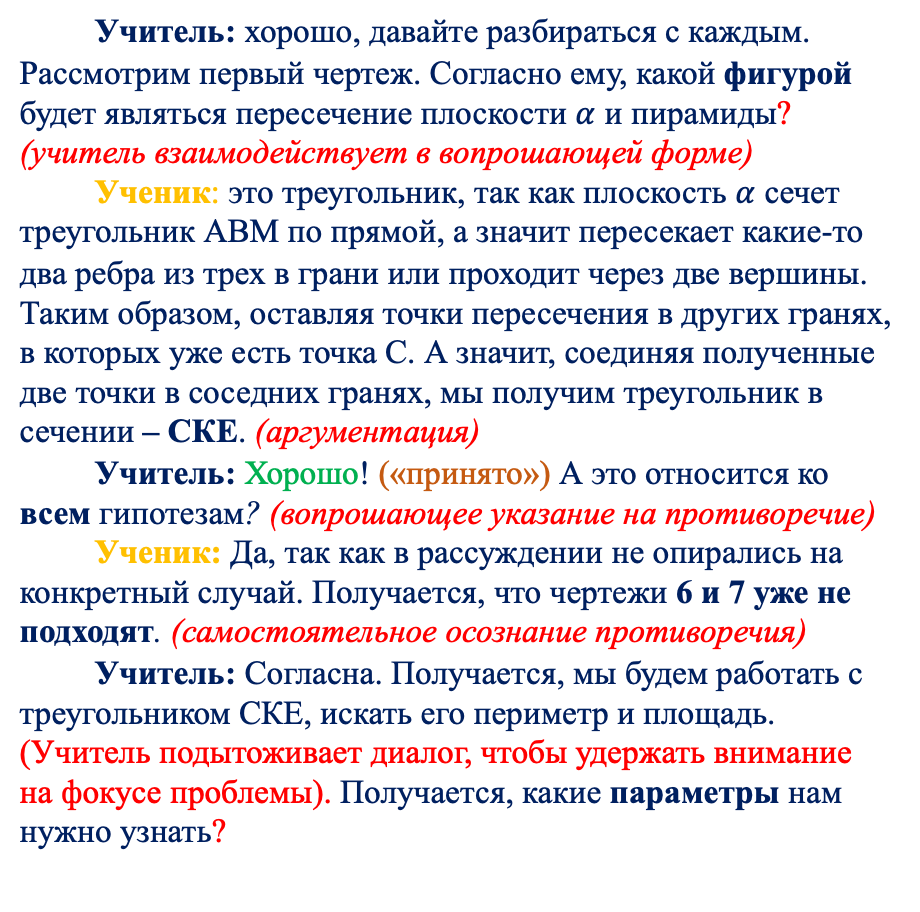 Учитель: хорошо, давайте разбираться с каждым.
Рассмотрим первый чертеж. Согласно ему, какой фигурой
будет являться пересечение плоскости α и пирамиды?
(учитель взаимодействует в вопрошающей форме)
Ученик: это треугольник, так как плоскость α сечет
треугольник АВМ по прямой, а значит пересекает какие-то
два ребра из трех в грани или проходит через две вершины.
Таким образом, оставляя точки пересечения в других гранях,
в которых уже есть точка С. А значит, соединяя полученные
две точки в соседних гранях, мы получим треугольник в
сечении – СКЕ. (аргументация)
Учитель: Хорошо! («принято») А это относится ко
всем гипотезам? (вопрошающее указание на противоречие)
Ученик: Да, так как в рассуждении не опирались на
конкретный случай. Получается, что чертежи 6 и 7 уже не
подходят. (самостоятельное осознание противоречия)
Учитель: Согласна. Получается, мы будем работать с
треугольником СКЕ, искать его периметр и площадь.
(Учитель подытоживает диалог, чтобы удержать внимание
на фокусе проблемы). Получается, какие параметры нам
нужно узнать?